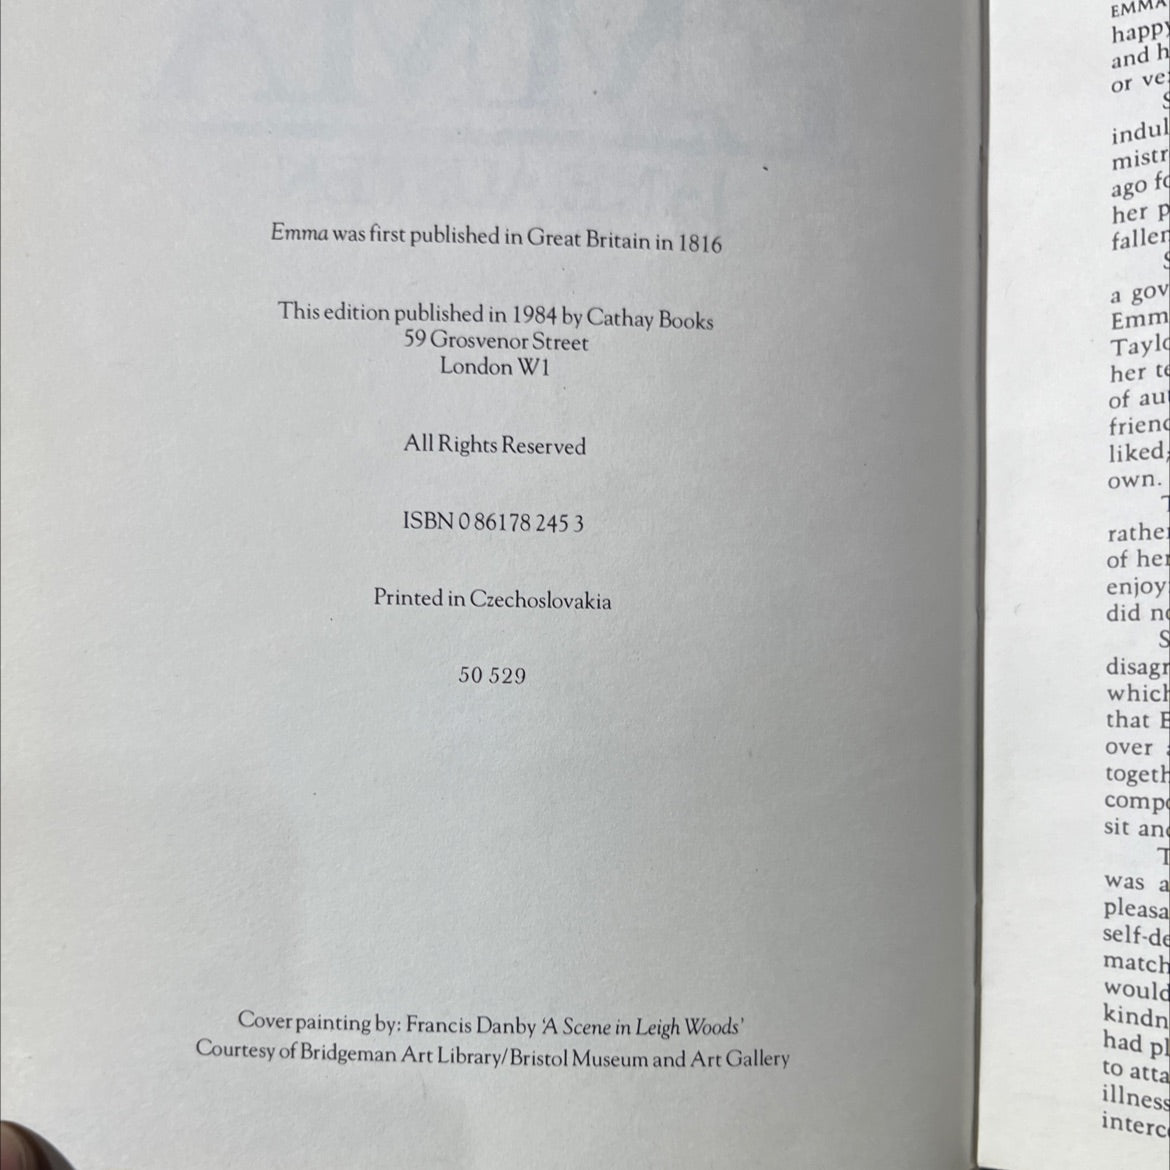 Emma was first published in Great Britain in 1816
This edition published in 1984 by Cathay Books
59 Grosvenor Street
London W1
All Rights Reserved
ISBN 0 86178 245 3
Printed in Czechoslovakia
50 529
Cover painting by: Francis Danby 'A Scene in Leigh Woods'
Courtesy of Bridgeman Art Library/Bristol Museum and Art Gallery
EMMA
happy
and h
or ve
S
indul
mistr
ago fo
her p
fallen
S
a gov
Emm
Taylo
her te
of au
friend
liked;
own.
T
rather
of her
enjoy
did no
S
disagr
which
that E
over a
togeth
compo
sit and
T
was a
pleasa
self-de
match
would
kindn
had pl
to atta
illness
interc